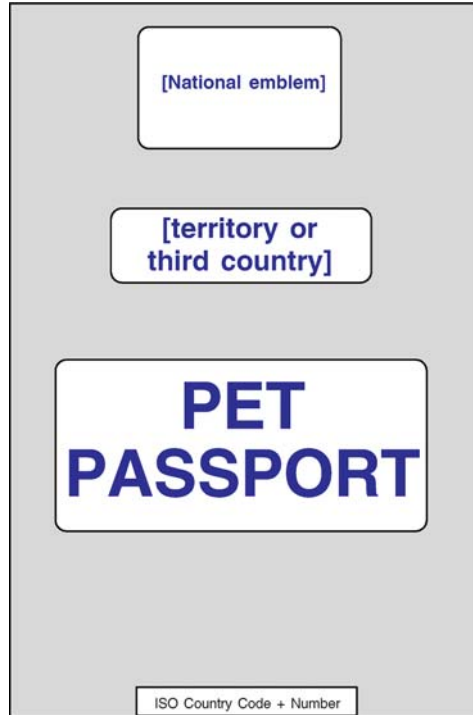 [National emblem]
[territory or
third country]
PET
PASSPORT
ISO Country Code + Number